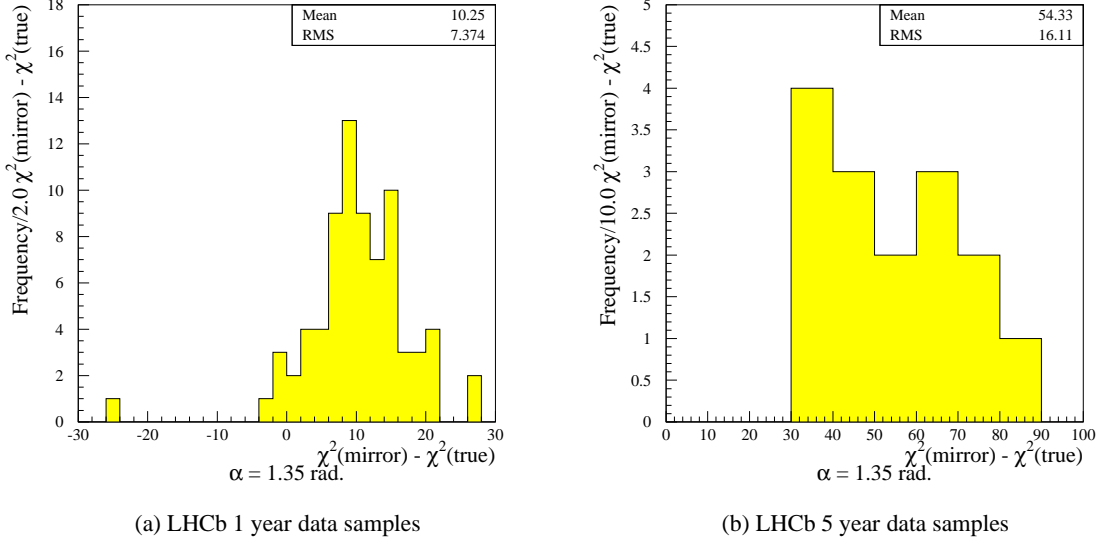 Mean 10.25
RMS 7.374
Frequency/2.0 χ²(mirror) - χ²(true)
18
16
14
12
10
8
6
4
2
0
-30 -20 -10 0 10 20 30
χ²(mirror) - χ²(true)
α = 1.35 rad.
(a) LHCb 1 year data samples
Mean 54.33
RMS 16.11
Frequency/10.0 χ²(mirror) - χ²(true)
5
4.5
4
3.5
3
2.5
2
1.5
1
0.5
0
0 10 20 30 40 50 60 70 80 90 100
χ²(mirror) - χ²(true)
α = 1.35 rad.
(b) LHCb 5 year data samples